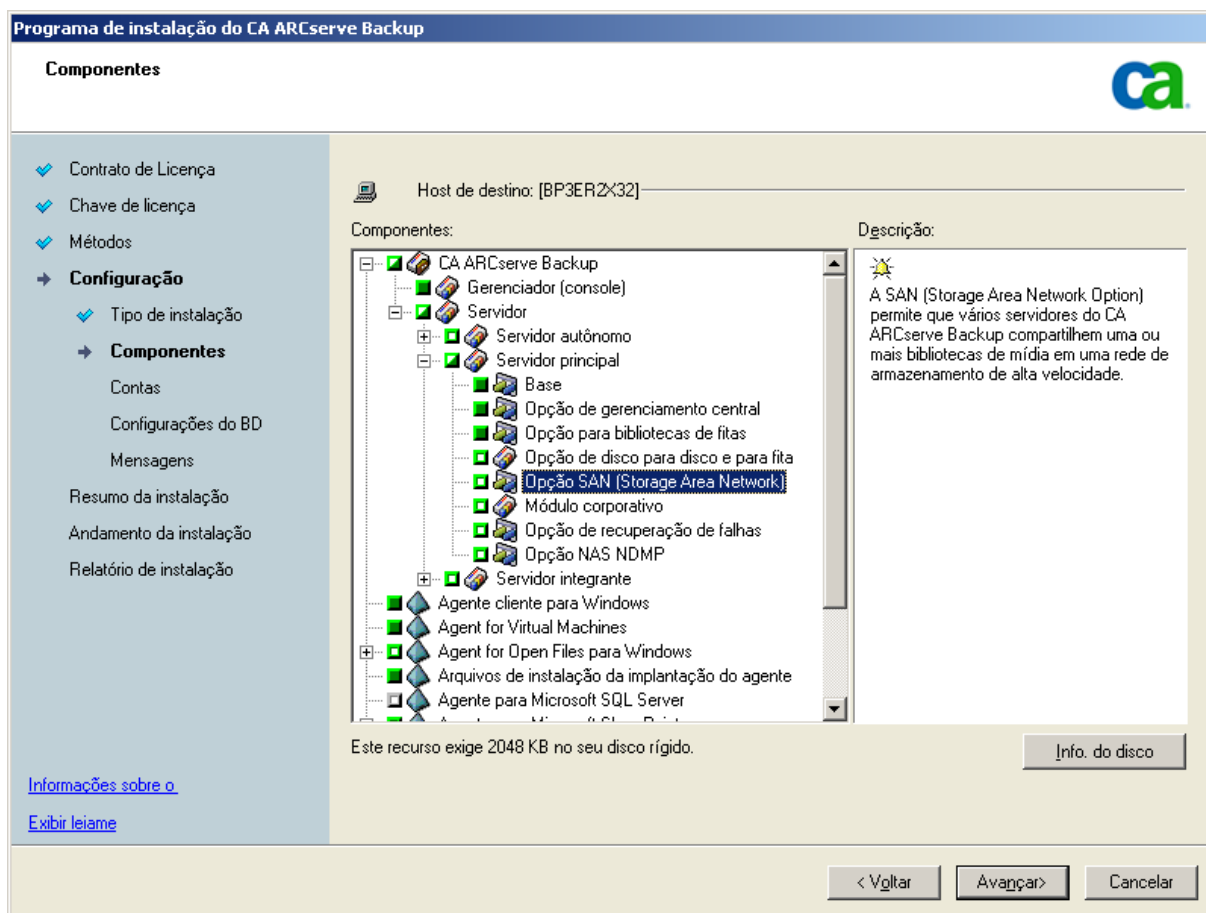 Programa de instalação do CA ARCserve Backup
Componentes
ca
Contrato de Licença
Chave de licença
Métodos
Configuração
Tipo de instalação
Componentes
Contas
Configurações do BD
Mensagens
Resumo da instalação
Andamento da instalação
Relatório de instalação
Informações sobre o
Exibir leiame
Host de destino: [BP3ER2X32]
Componentes:
CA ARCserve Backup
Gerenciador (console)
Servidor
Servidor autônomo
Servidor principal
Base
Opção de gerenciamento central
Opção para bibliotecas de fitas
Opção de disco para disco e para fita
Opção SAN (Storage Area Network)
Módulo corporativo
Opção de recuperação de falhas
Opção NAS NDMP
Servidor integrante
Agente cliente para Windows
Agent for Virtual Machines
Agent for Open Files para Windows
Arquivos de instalação da implantação do agente
Agente para Microsoft SQL Server
Descrição:
A SAN (Storage Area Network Option)
permite que vários servidores do CA
ARCserve Backup compartilhem uma ou
mais bibliotecas de mídia em uma rede de
armazenamento de alta velocidade.
Este recurso exige 2048 KB no seu disco rígido.
Info. do disco
< Voltar
Avançar>
Cancelar